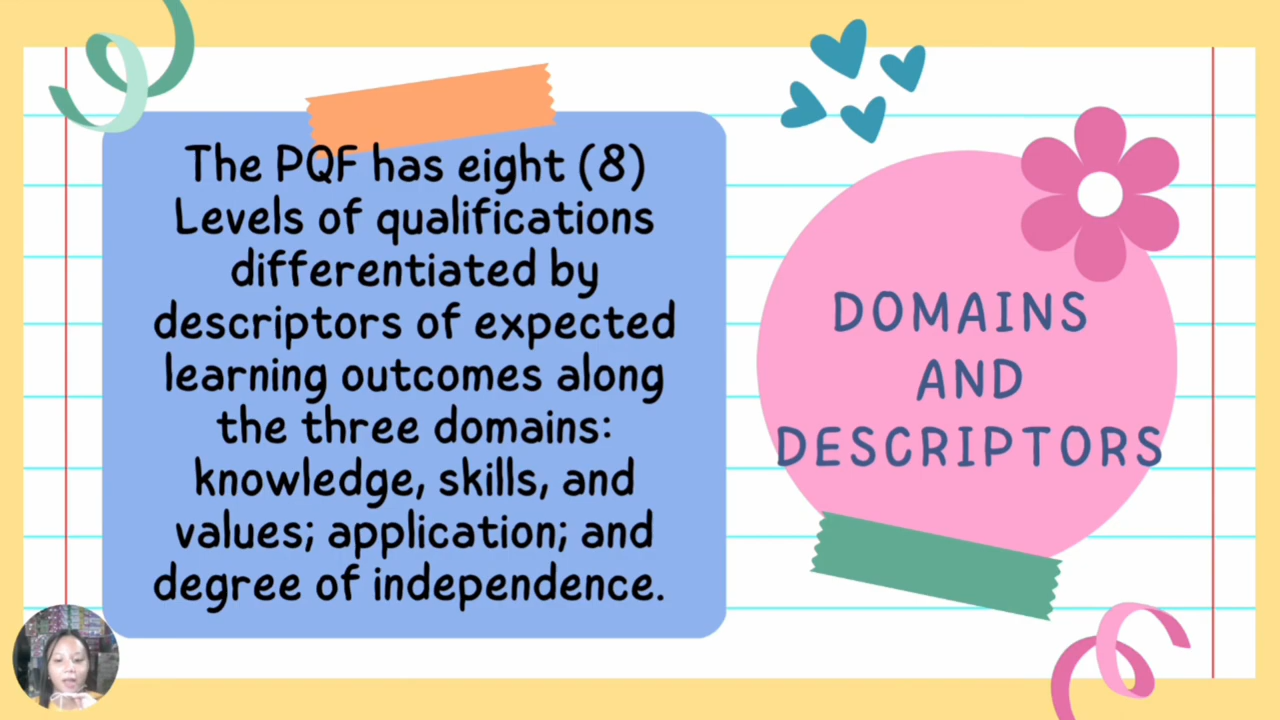 The PQF has eight (8)
Levels of qualifications
differentiated by
descriptors of expected
learning outcomes along
the three domains:
knowledge, skills, and
values; application; and
degree of independence.
DOMAINS
AND
DESCRIPTORS